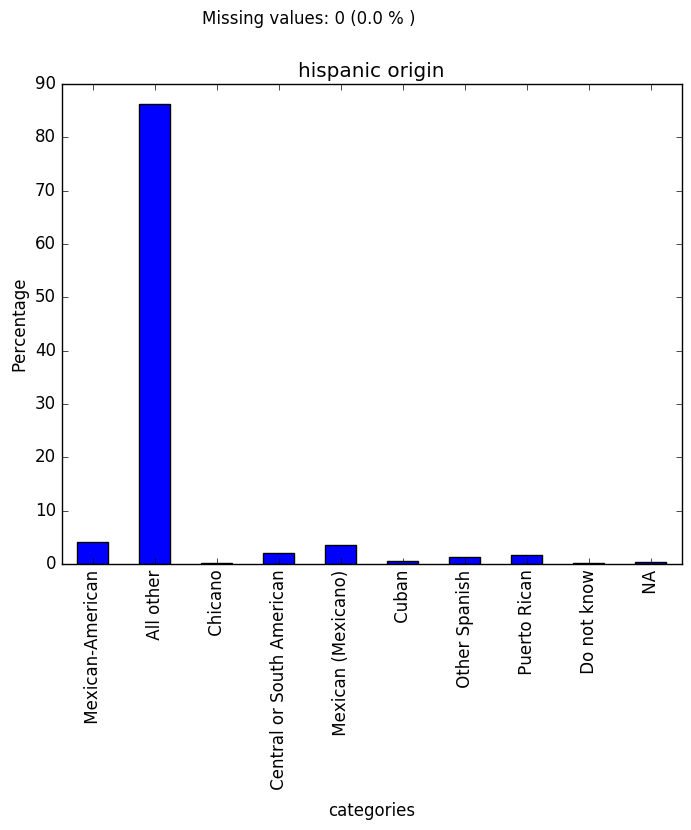 Missing values: 0 (0.0 % )
hispanic origin
90
80
70
60
50
40
30
20
10
0
Percentage
Mexican-American
All other
Chicano
Central or South American
Mexican (Mexicano)
Cuban
Other Spanish
Puerto Rican
Do not know
NA
categories